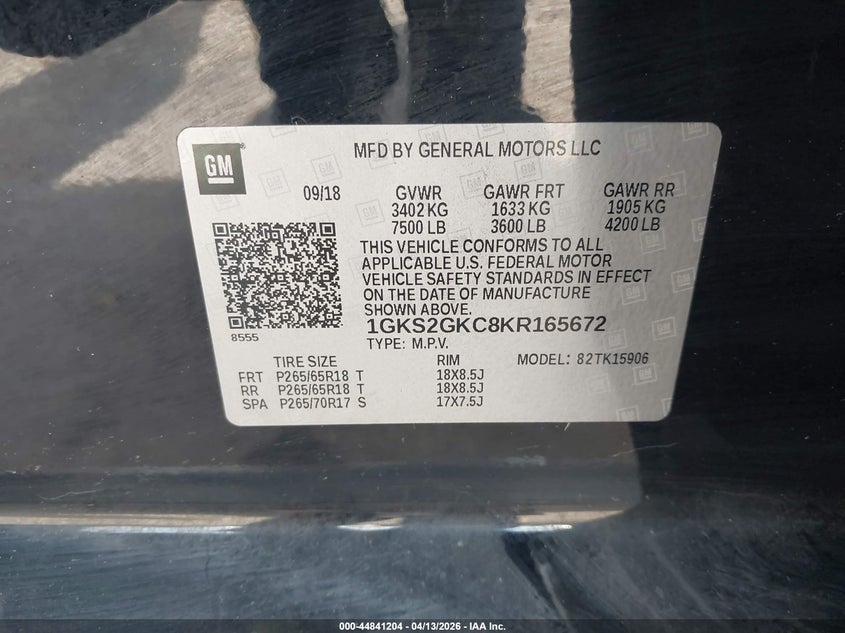 GM
MFD BY GENERAL MOTORS LLC
09/18 GVWR GAWR FRT GAWR RR
3402 KG 1633 KG 1905 KG
7500 LB 3600 LB 4200 LB
THIS VEHICLE CONFORMS TO ALL
APPLICABLE U.S. FEDERAL MOTOR
VEHICLE SAFETY STANDARDS IN EFFECT
ON THE DATE OF MANUFACTURE
SHOWN ABOVE.
1GKS2GKC8KR165672
8555
TYPE: M.P.V.
TIRE SIZE RIM MODEL: 82TK15906
FRT P265/65R18 T 18X8.5J
RR P265/65R18 T 18X8.5J
SPA P265/70R17 S 17X7.5J
000-44841204 - 04/13/2026 - IAA Inc.